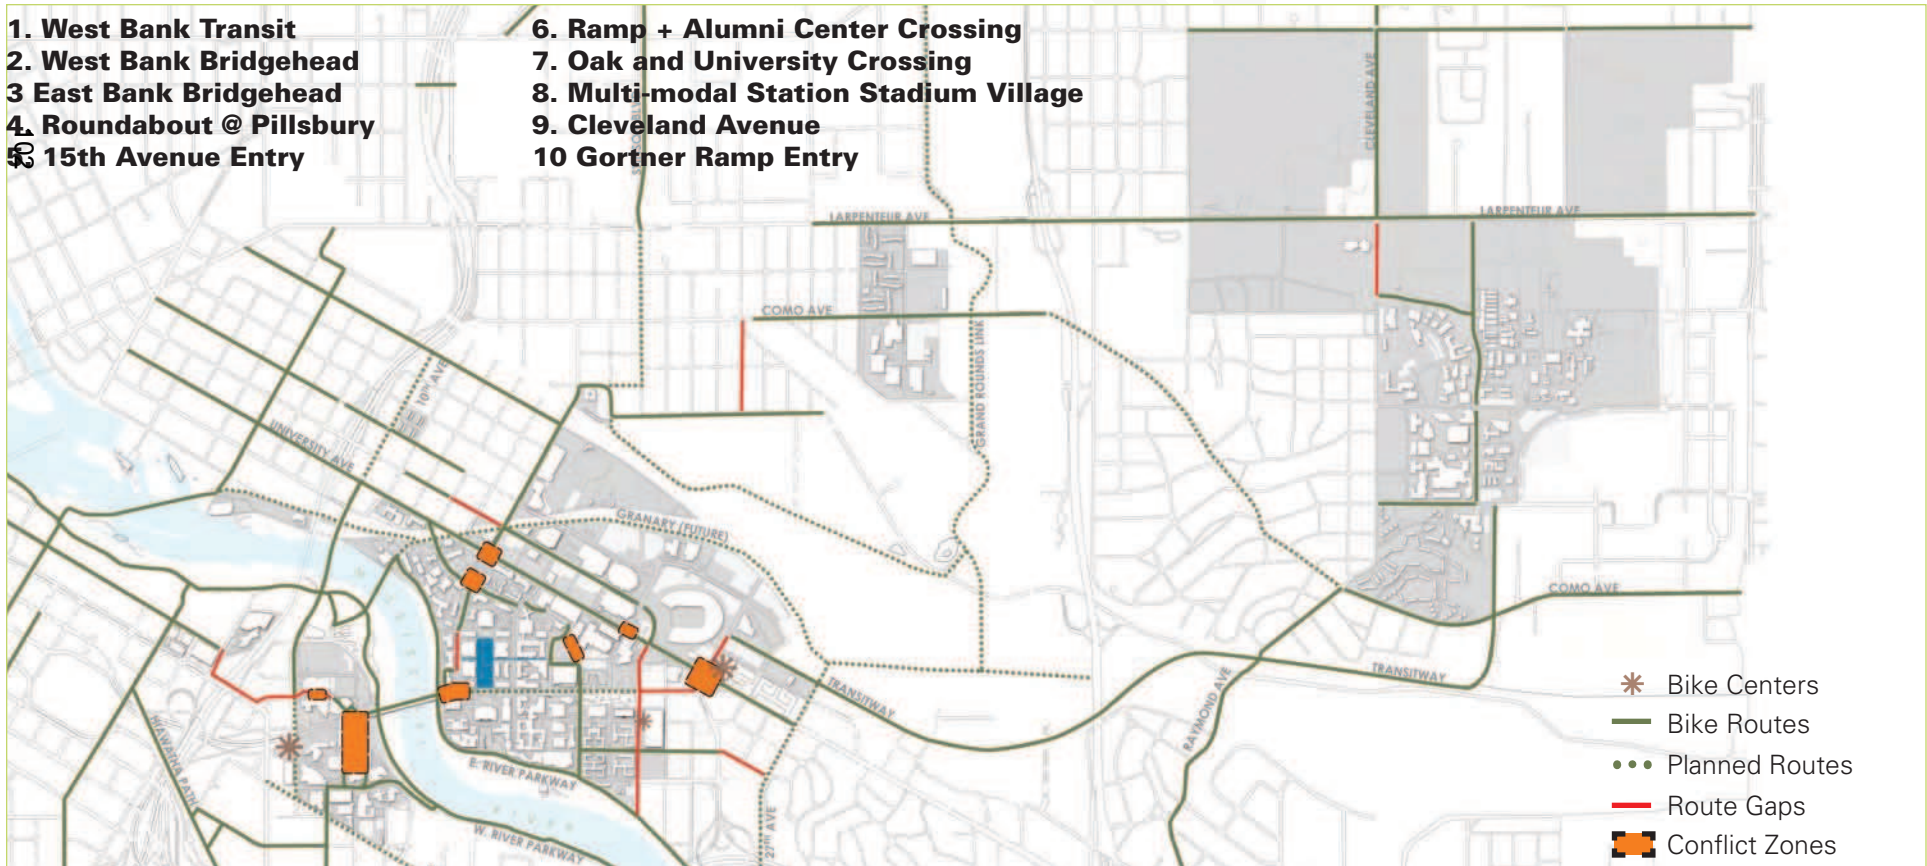 1. West Bank Transit
2. West Bank Bridgehead
3 East Bank Bridgehead
4. Roundabout @ Pillsbury
5. 15th Avenue Entry
102
6. Ramp + Alumni Center Crossing
7. Oak and University Crossing
8. Multi-modal Station Stadium Village
9. Cleveland Avenue
10 Gortner Ramp Entry
CLEVELAND AVE
LARPENTEUR AVE
LARPENTEUR AVE
COMO AVE
GRAND ROUNDS LINK
10TH AVE
UNIVERSITY AVE
GRANARY (FUTURE)
COMO AVE
TRANSITWAY
TRANSITWAY
RAYMOND AVE
HIAWATHA PATH
E. RIVER PARKWAY
W. RIVER PARKWAY
RIVER
27TH AVE
Bike Centers
Bike Routes
Planned Routes
Route Gaps
Conflict Zones